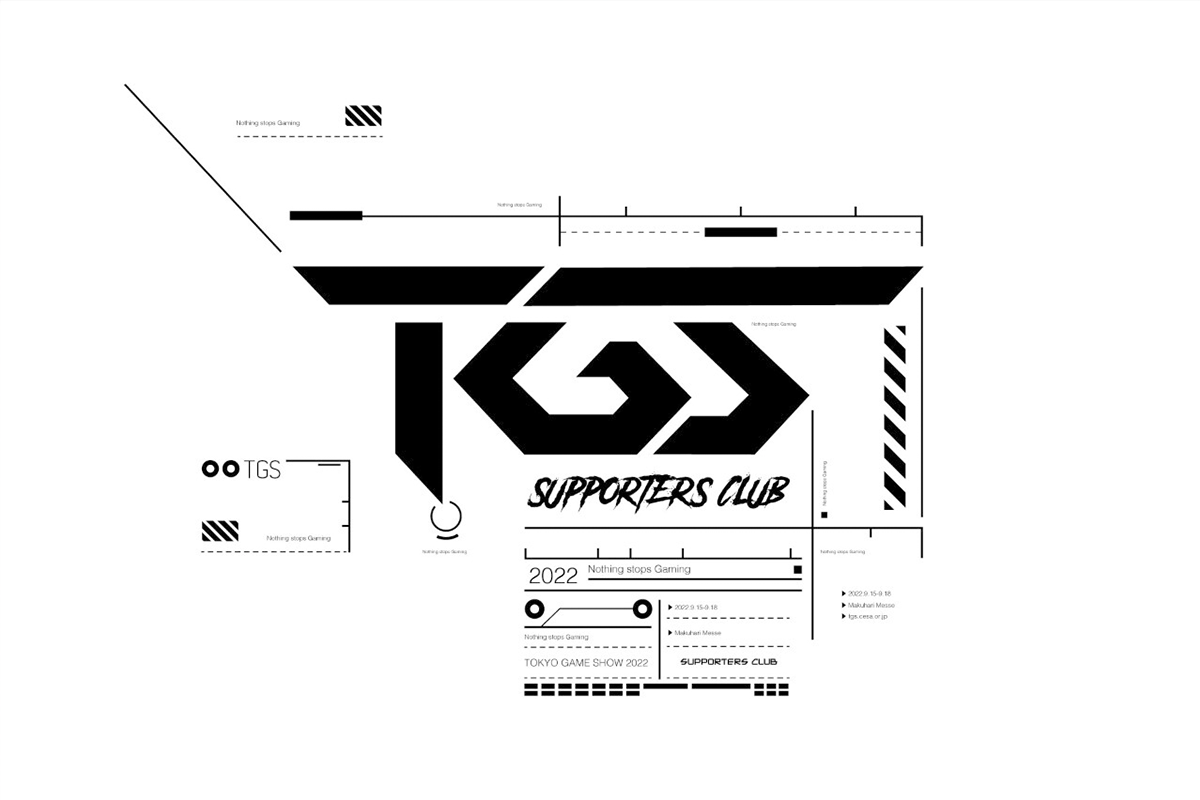 Nothing stops Gaming
Nothing stops Gaming
TGS
Nothing stops Gaming
TGS
Nothing stops Gaming
Nothing stops Gaming
SUPPORTERS CLUB
Nothing stops Gaming
Nothing stops Gaming
Nothing stops Gaming
2022
Nothing stops Gaming
2022.9.15-9.18
Makuhari Messe
tgs.cesa.or.jp
2022.9.15-9.18
Makuhari Messe
Nothing stops Gaming
TOKYO GAME SHOW 2022
SUPPORTERS CLUB